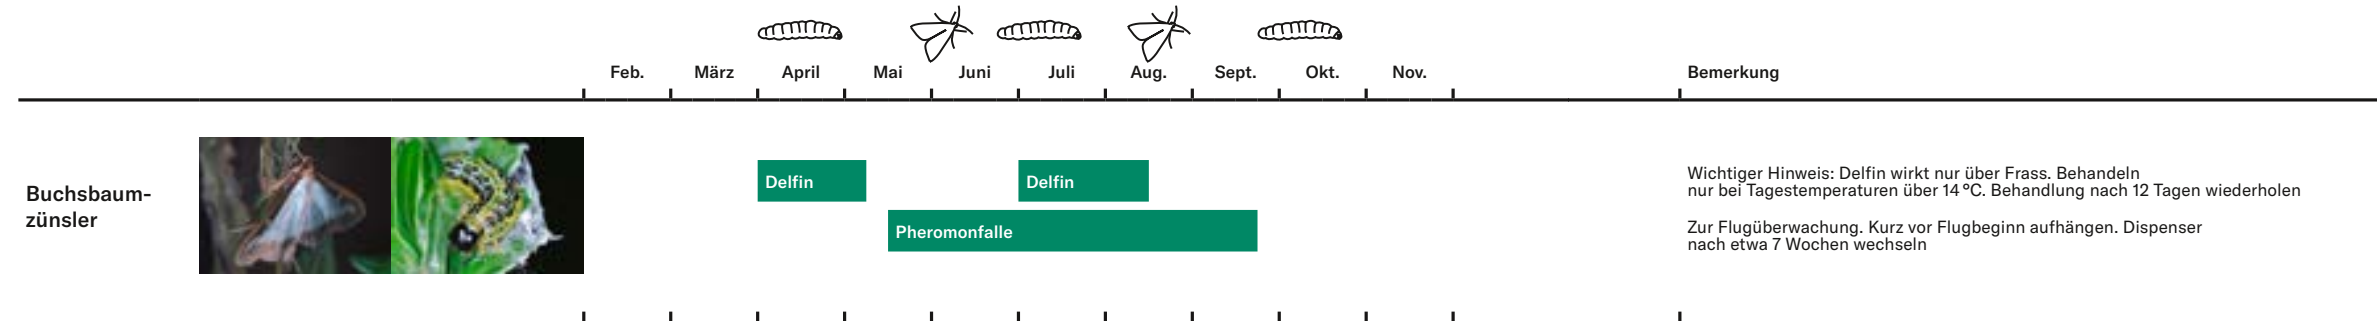 Feb. März April Mai Juni Juli Aug. Sept. Okt. Nov. Bemerkung
Buchsbaum-
zünsler
Delfin Delfin
Wichtiger Hinweis: Delfin wirkt nur über Frass. Behandeln
nur bei Tagestemperaturen über 14 °C. Behandlung nach 12 Tagen wiederholen
Pheromonfalle
Zur Flugüberwachung. Kurz vor Flugbeginn aufhängen. Dispenser
nach etwa 7 Wochen wechseln